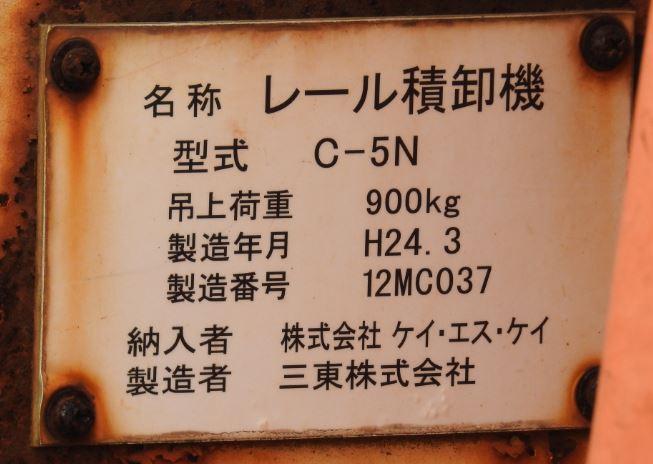 名称 レール積卸機
型式 C-5N
吊上荷重 900kg
製造年月 H24.3
製造番号 12MC037
納入者 株式会社 ケイ・エス・ケイ
製造者 三東株式会社